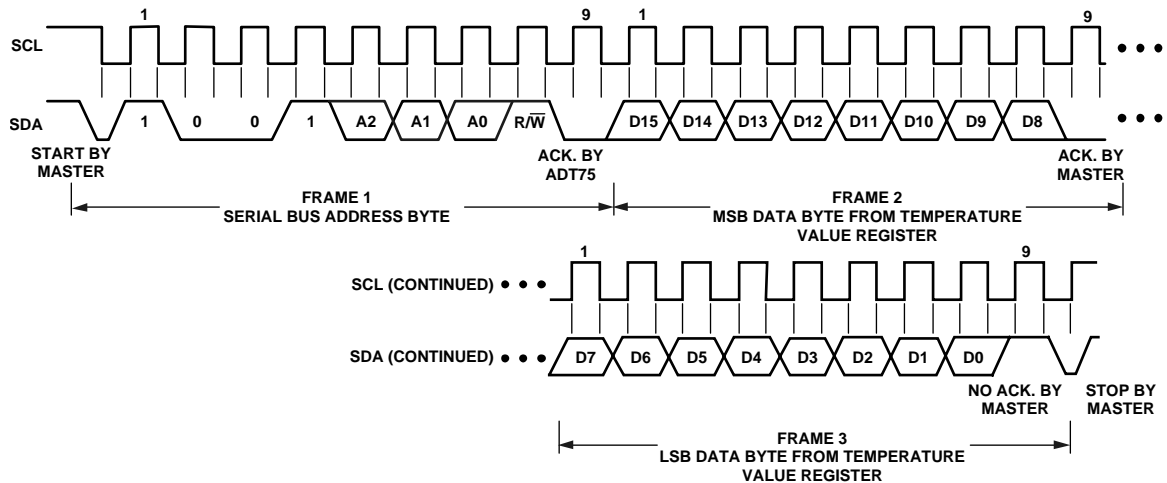 1 9 1 9
SCL
SDA 1 0 0 1 A2 A1 A0 R/W̅ D15 D14 D13 D12 D11 D10 D9 D8
START BY
MASTER
ACK. BY
ADT75
ACK. BY
MASTER
FRAME 1
SERIAL BUS ADDRESS BYTE
FRAME 2
MSB DATA BYTE FROM TEMPERATURE
VALUE REGISTER
1 9
SCL (CONTINUED)
SDA (CONTINUED) D7 D6 D5 D4 D3 D2 D1 D0
NO ACK. BY
MASTER
STOP BY
MASTER
FRAME 3
LSB DATA BYTE FROM TEMPERATURE
VALUE REGISTER